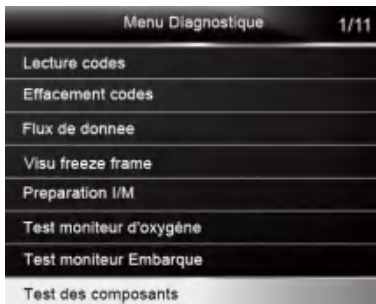 Menu Diagnostique 1/11
Lecture codes
Effacement codes
Flux de donnee
Visu freeze frame
Preparation I/M
Test moniteur d'oxygéne
Test moniteur Embarque
Test des composants